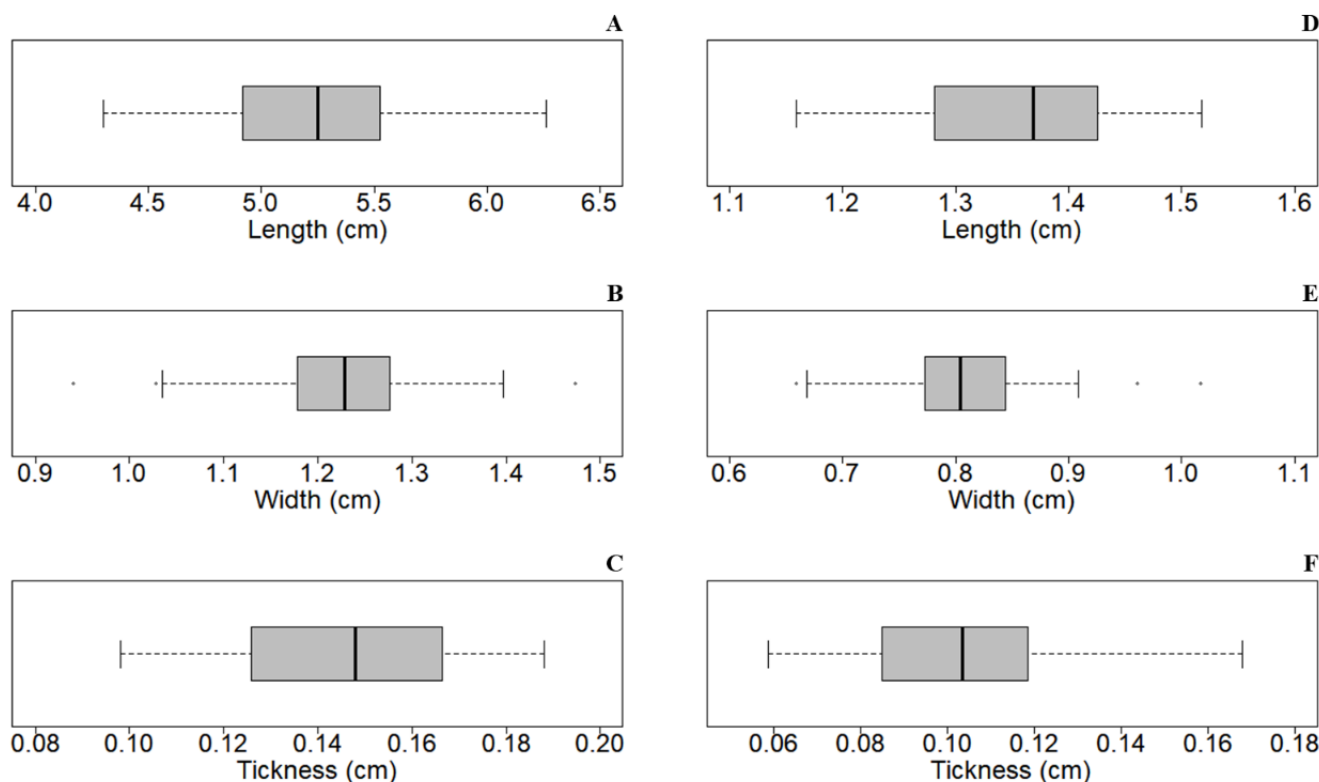 A
4.0 4.5 5.0 5.5 6.0 6.5
Length (cm)
D
1.1 1.2 1.3 1.4 1.5 1.6
Length (cm)
B
0.9 1.0 1.1 1.2 1.3 1.4 1.5
Width (cm)
E
0.6 0.7 0.8 0.9 1.0 1.1
Width (cm)
C
0.08 0.10 0.12 0.14 0.16 0.18 0.20
Tickness (cm)
F
0.06 0.08 0.10 0.12 0.14 0.16 0.18
Tickness (cm)